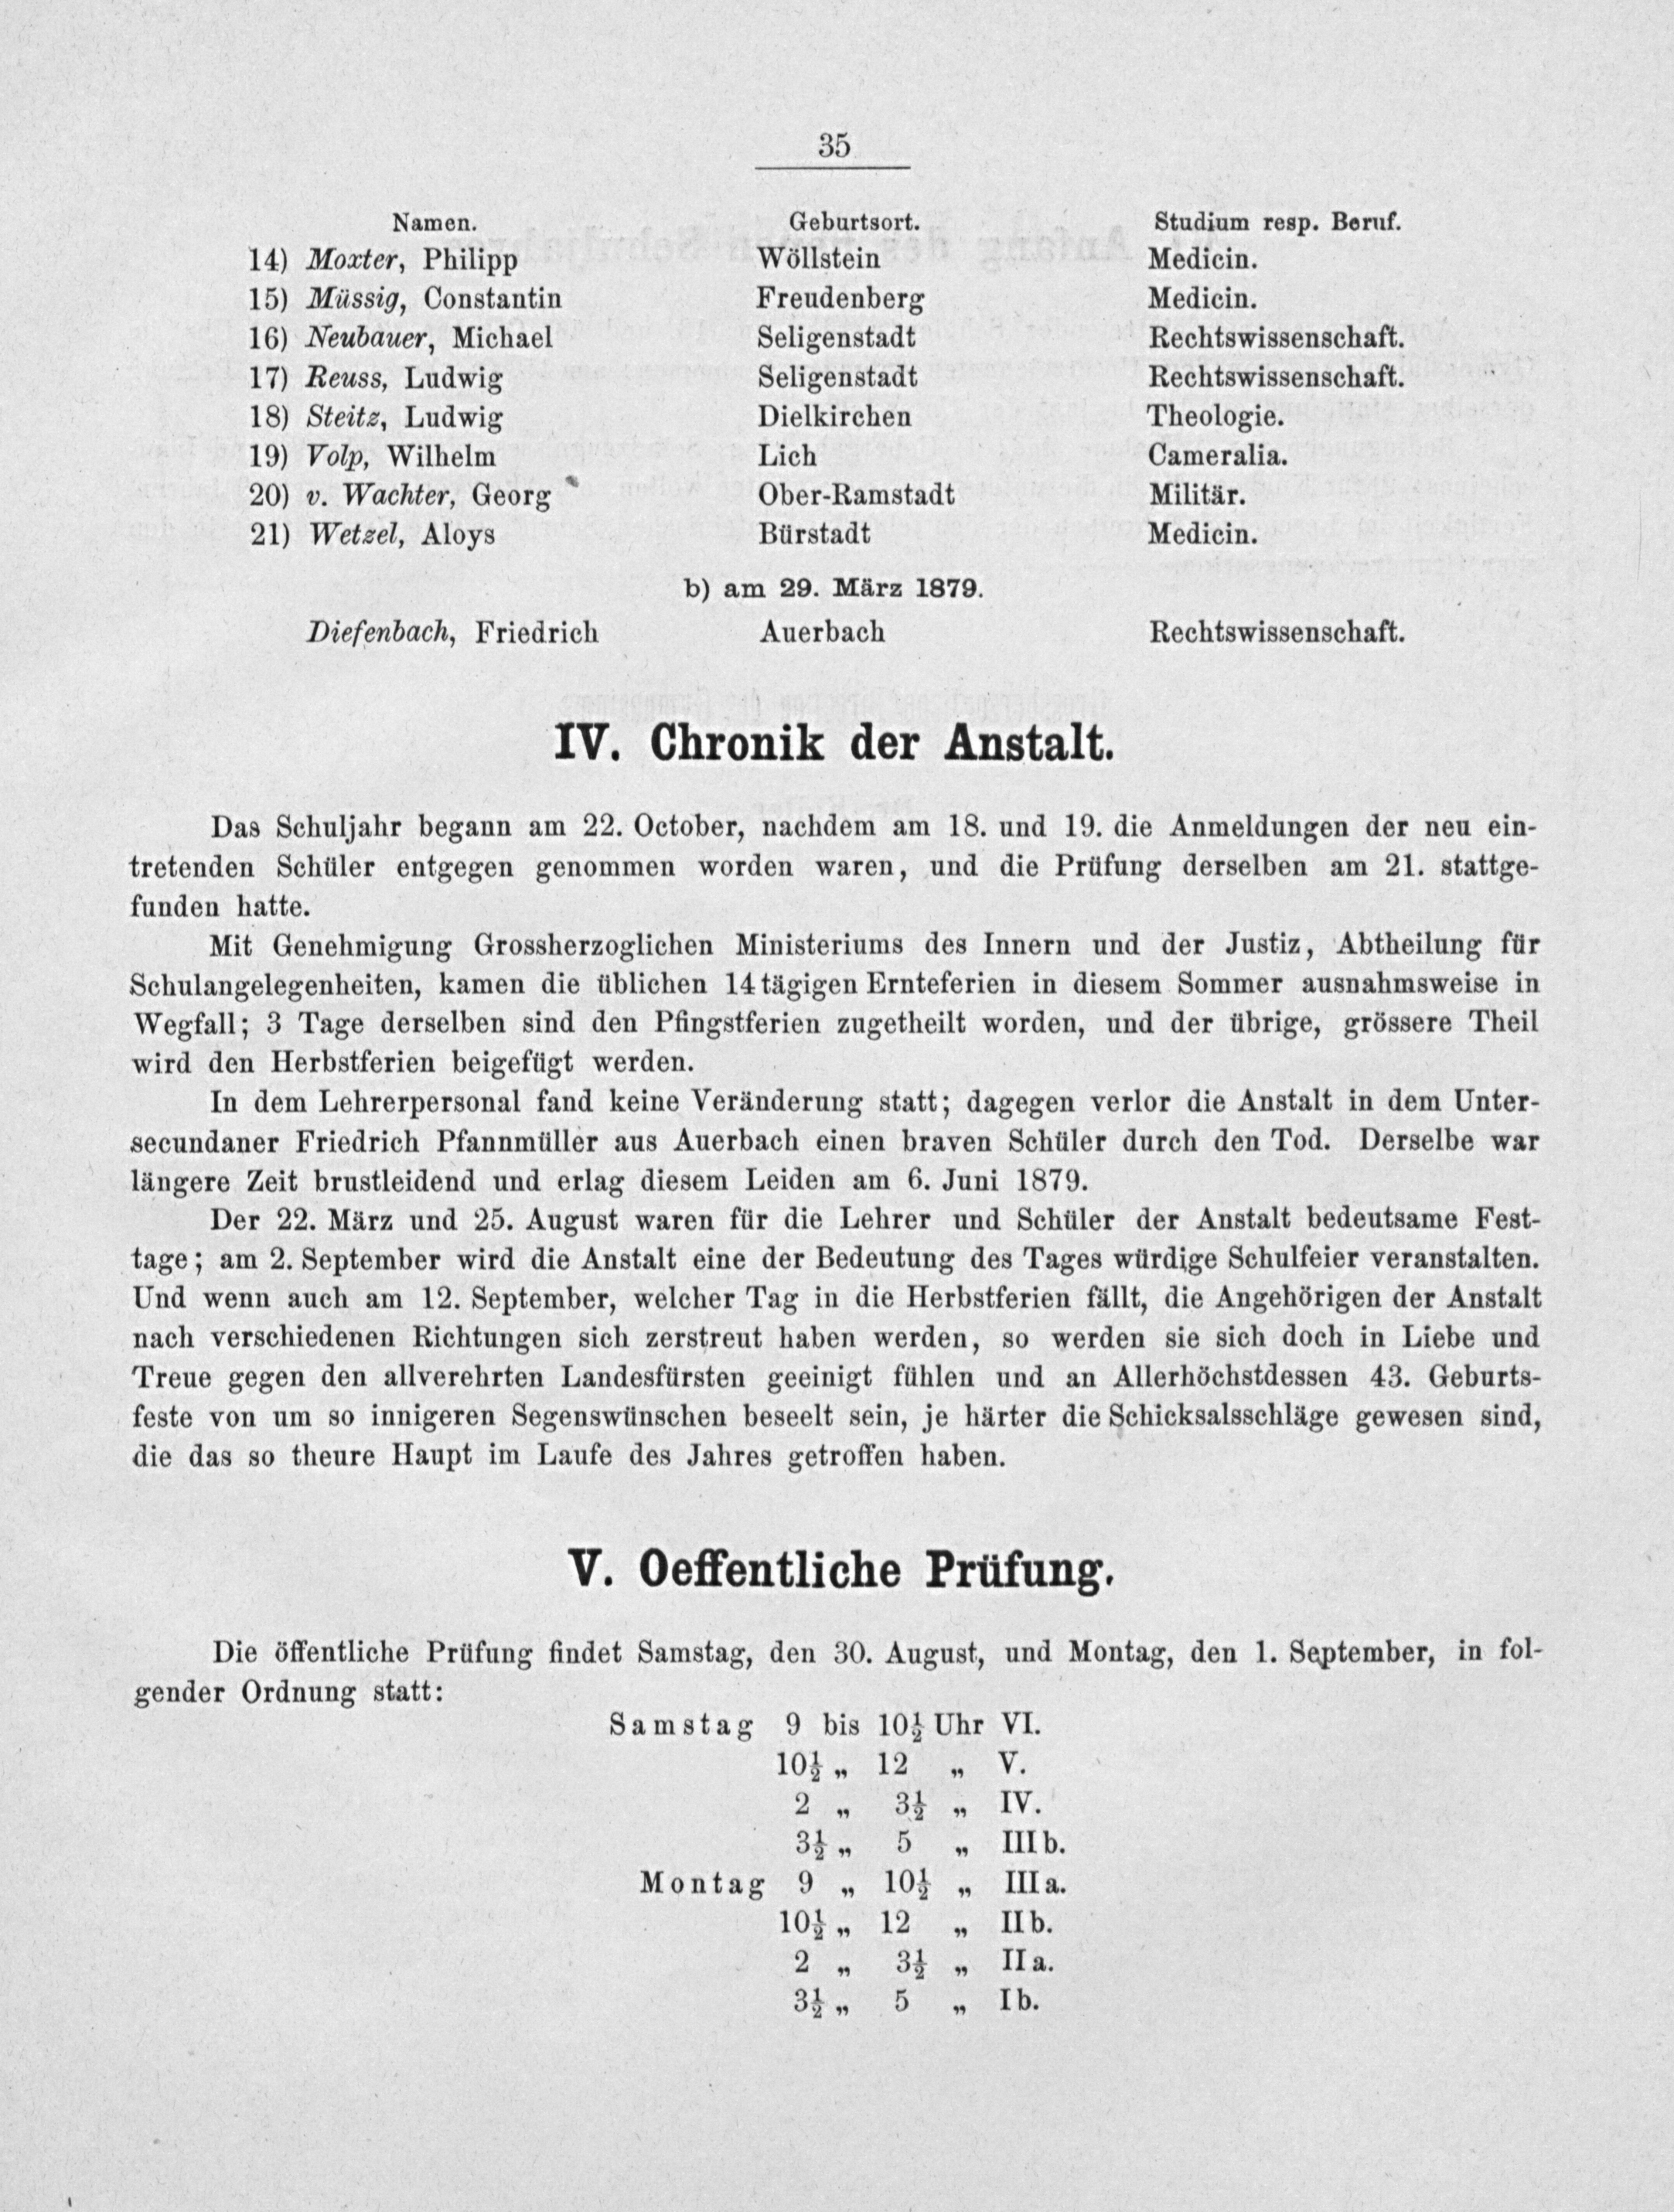 35
Namen. Geburtsort. Studium resp. Beruf.
14) Moxter, Philipp Wöllstein Medicin.
15) Müssig, Constantin Freudenberg Medicin.
16) Neubauer, Michael Seligenstadt Rechtswissenschaft.
17) Reuss, Ludwig Seligenstadt Rechtswissenschaft.
18) Steitz, Ludwig Dielkirchen Theologie.
19) Volp, Wilhelm Lich Cameralia.
20) v. Wachter, Georg Ober-Ramstadt Militär.
21) Wetzel, Aloys Bürstadt Medicin.
b) am 29. März 1879.
Diefenbach, Friedrich Auerbach Rechtswissenschaft.
IV. Chronik der Anstalt.
Das Schuljahr begann am 22. October, nachdem am 18. und 19. die Anmeldungen der neu ein-
tretenden Schüler entgegen genommen worden waren, und die Prüfung derselben am 21. stattge-
funden hatte.
Mit Genehmigung Grossherzoglichen Ministeriums des Innern und der Justiz, Abtheilung für
Schulangelegenheiten, kamen die üblichen 14tägigen Ernteferien in diesem Sommer ausnahmsweise in
Wegfall; 3 Tage derselben sind den Pfingstferien zugetheilt worden, und der übrige, grössere Theil
wird den Herbstferien beigefügt werden.
In dem Lehrerpersonal fand keine Veränderung statt; dagegen verlor die Anstalt in dem Unter-
secundaner Friedrich Pfannmüller aus Auerbach einen braven Schüler durch den Tod. Derselbe war
längere Zeit brustleidend und erlag diesem Leiden am 6. Juni 1879.
Der 22. März und 25. August waren für die Lehrer und Schüler der Anstalt bedeutsame Fest-
tage; am 2. September wird die Anstalt eine der Bedeutung des Tages würdige Schulfeier veranstalten.
Und wenn auch am 12. September, welcher Tag in die Herbstferien fällt, die Angehörigen der Anstalt
nach verschiedenen Richtungen sich zerstreut haben werden, so werden sie sich doch in Liebe und
Treue gegen den allverehrten Landesfürsten geeinigt fühlen und an Allerhöchstdessen 43. Geburts-
feste von um so innigeren Segenswünschen beseelt sein, je härter die Schicksalsschläge gewesen sind,
die das so theure Haupt im Laufe des Jahres getroffen haben.
V. Oeffentliche Prüfung.
Die öffentliche Prüfung findet Samstag, den 30. August, und Montag, den 1. September, in fol-
gender Ordnung statt:
Samstag 9 bis 10½ Uhr VI.
10½ „ 12 „ V.
2 „ 3½ „ IV.
3½ „ 5 „ IIIb.
Montag 9 „ 10½ „ IIIa.
10½ „ 12 „ IIb.
2 „ 3½ „ IIa.
3½ „ 5 „ Ib.